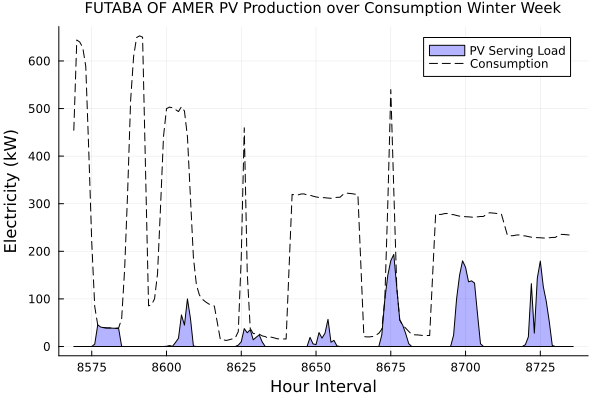 FUTABA OF AMER PV Production over Consumption Winter Week
PV Serving Load
Consumption
Electricity (kW)
600
500
400
300
200
100
0
8575 8600 8625 8650 8675 8700 8725
Hour Interval